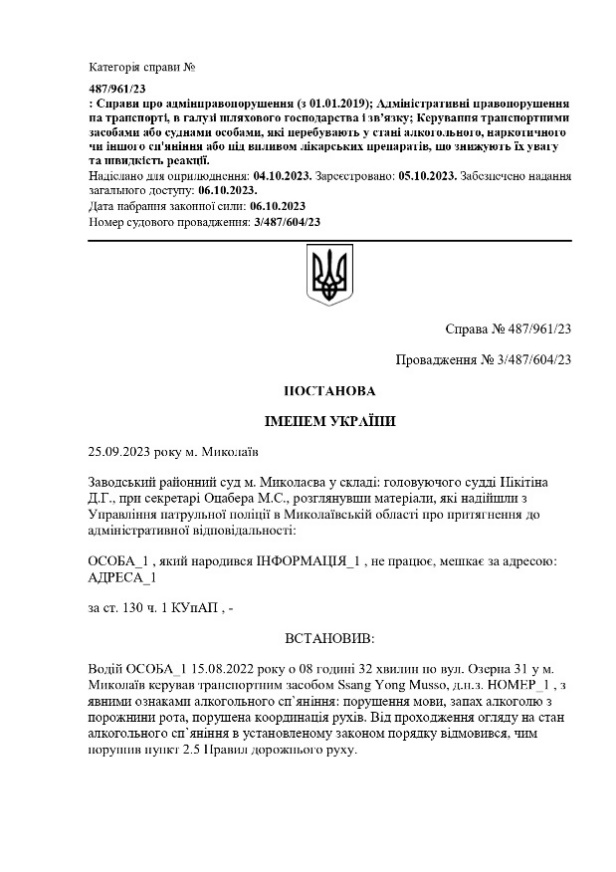 Категорія справи №
487/961/23
: Справи про адмінправопорушення (з 01.01.2019); Адміністративні правопорушення
на транспорті, в галузі шляхового господарства і зв’язку; Керування транспортними
засобами або суднами особами, які перебувають у стані алкогольного, наркотичного
чи іншого сп'яніння або під впливом лікарських препаратів, що знижують їх увагу
та швидкість реакції.
Надіслано для оприлюднення: 04.10.2023. Зареєстровано: 05.10.2023. Забезпечено надання
загального доступу: 06.10.2023.
Дата набрання законної сили: 06.10.2023
Номер судового провадження: 3/487/604/23
Справа № 487/961/23
Провадження № 3/487/604/23
ПОСТАНОВА
ІМЕНЕМ УКРАЇНИ
25.09.2023 року м. Миколаїв
Заводський районний суд м. Миколаєва у складі: головуючого судді Нікітіна
Д.Г., при секретарі Оцабера М.С., розглянувши матеріали, які надійшли з
Управління патрульної поліції в Миколаївській області про притягнення до
адміністративної відповідальності:
ОСОБА_1 , який народився ІНФОРМАЦІЯ_1 , не працює, мешкає за адресою:
АДРЕСА_1
за ст. 130 ч. 1 КУпАП , -
ВСТАНОВИВ:
Водій ОСОБА_1 15.08.2022 року о 08 годині 32 хвилин по вул. Озерна 31 у м.
Миколаїв керував транспортним засобом Ssang Yong Musso, д.н.з. НОМЕР_1 , з
явними ознаками алкогольного сп’яніння: порушення мови, запах алкоголю з
порожнини рота, порушена координація рухів. Від проходження огляду на стан
алкогольного сп’яніння в установленому законом порядку відмовився, чим
порушив пункт 2.5 Правил дорожнього руху.